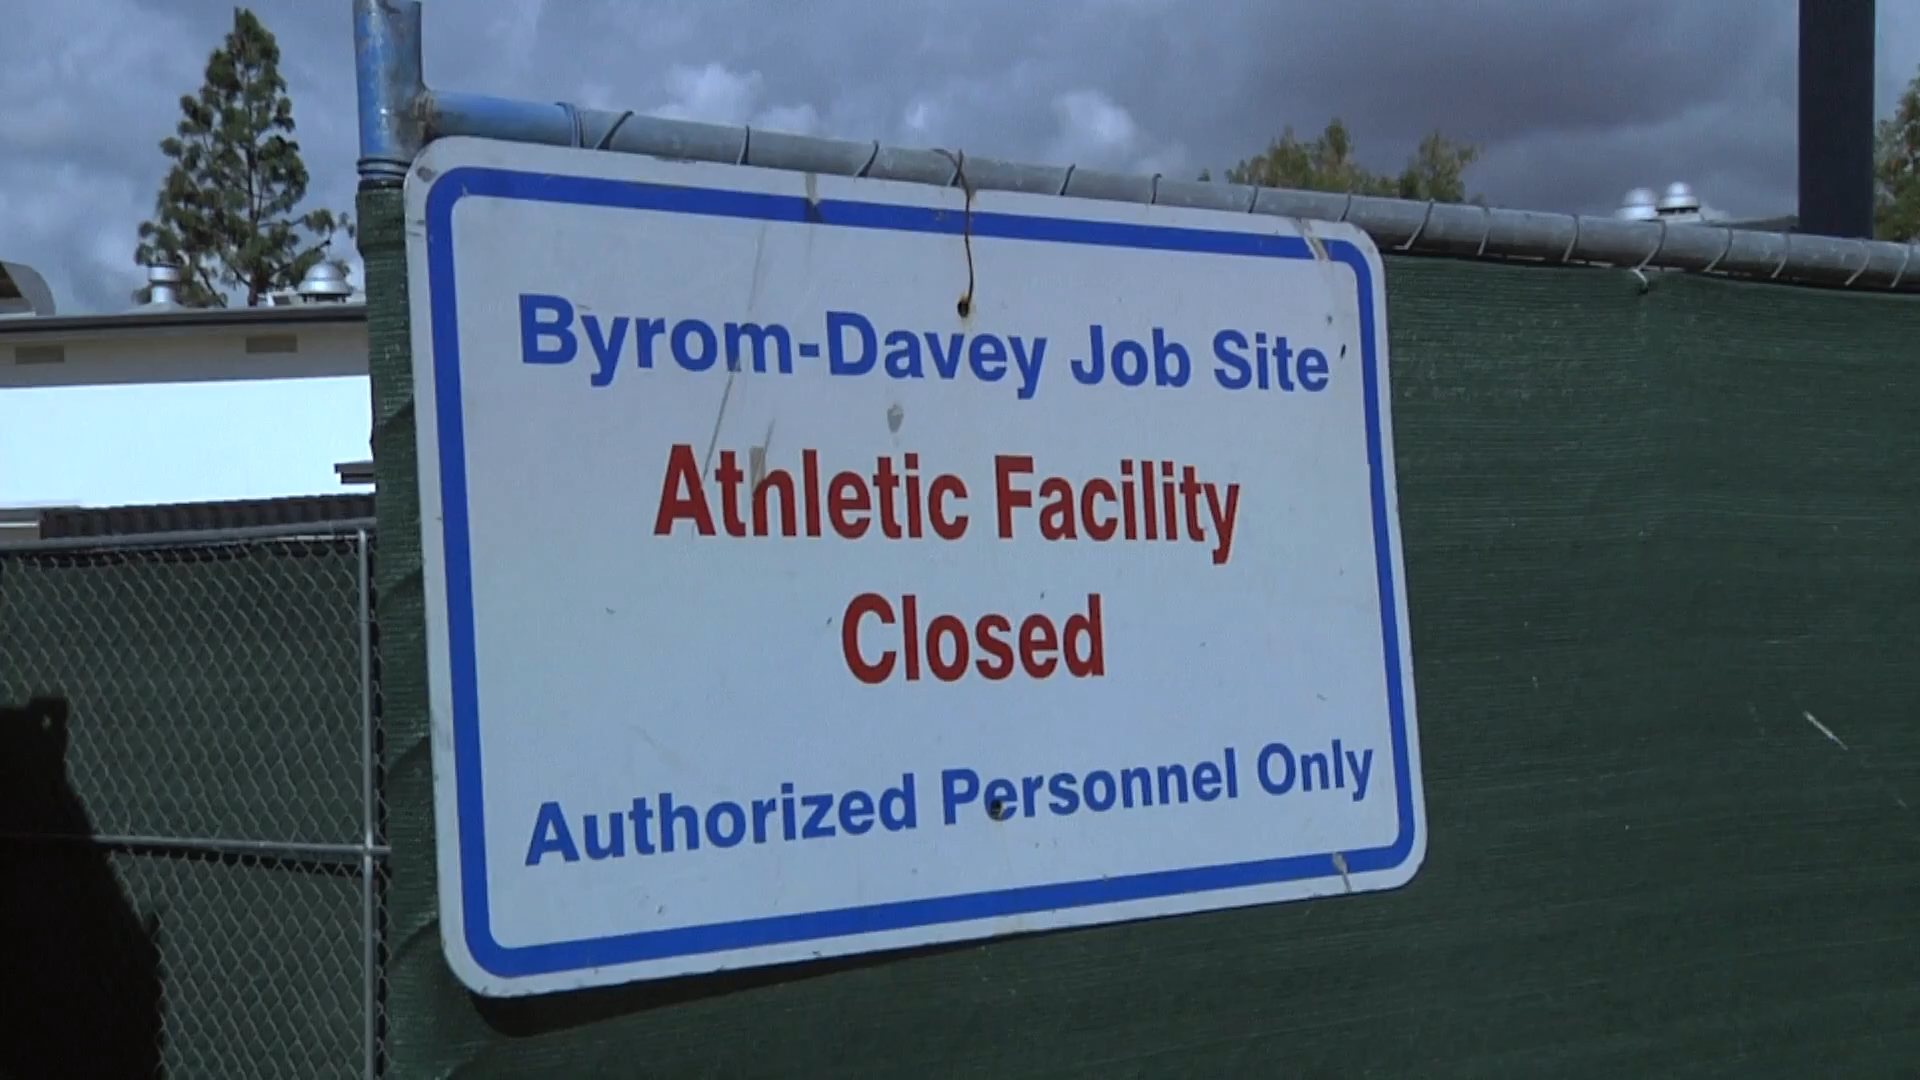 Byrom-Davey Job Site
Athletic Facility
Closed
Authorized Personnel Only